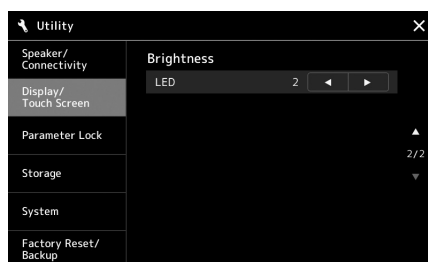 Utility
Speaker/
Connectivity
Display/
Touch Screen
Parameter Lock
Storage
System
Factory Reset/
Backup
Brightness
LED 2
2/2